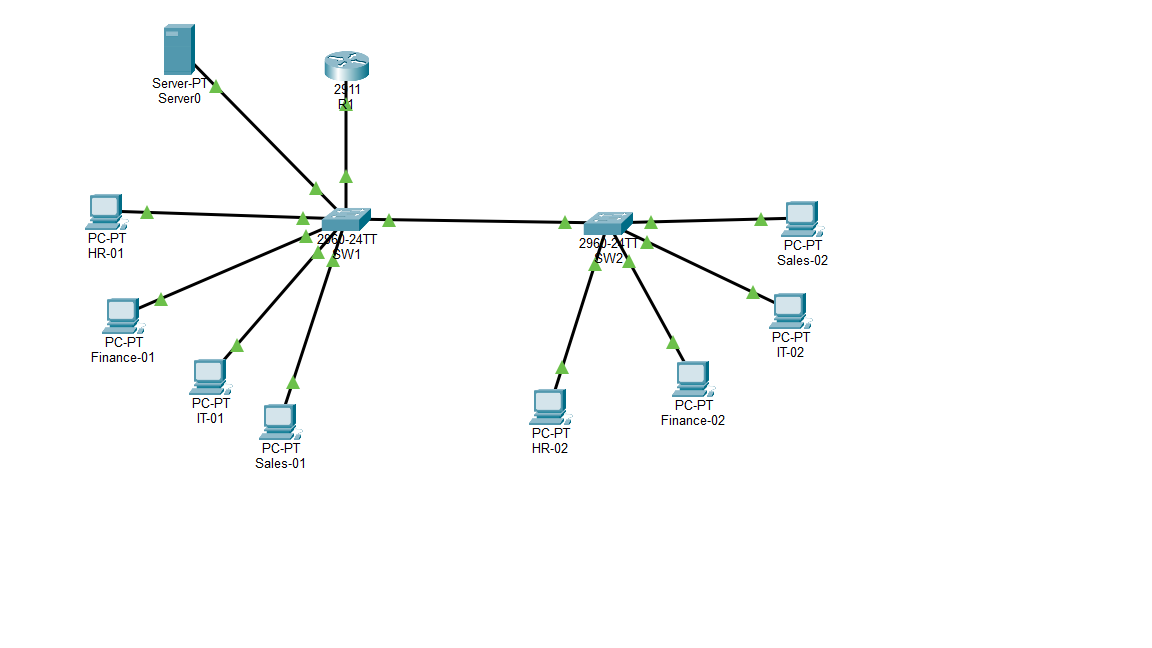 Server-PT
Server0
2911
R1
PC-PT
HR-01
2960-24TT
SW1
2960-24TT
SW2
PC-PT
Sales-02
PC-PT
Finance-01
PC-PT
IT-02
PC-PT
IT-01
PC-PT
Finance-02
PC-PT
Sales-01
PC-PT
HR-02